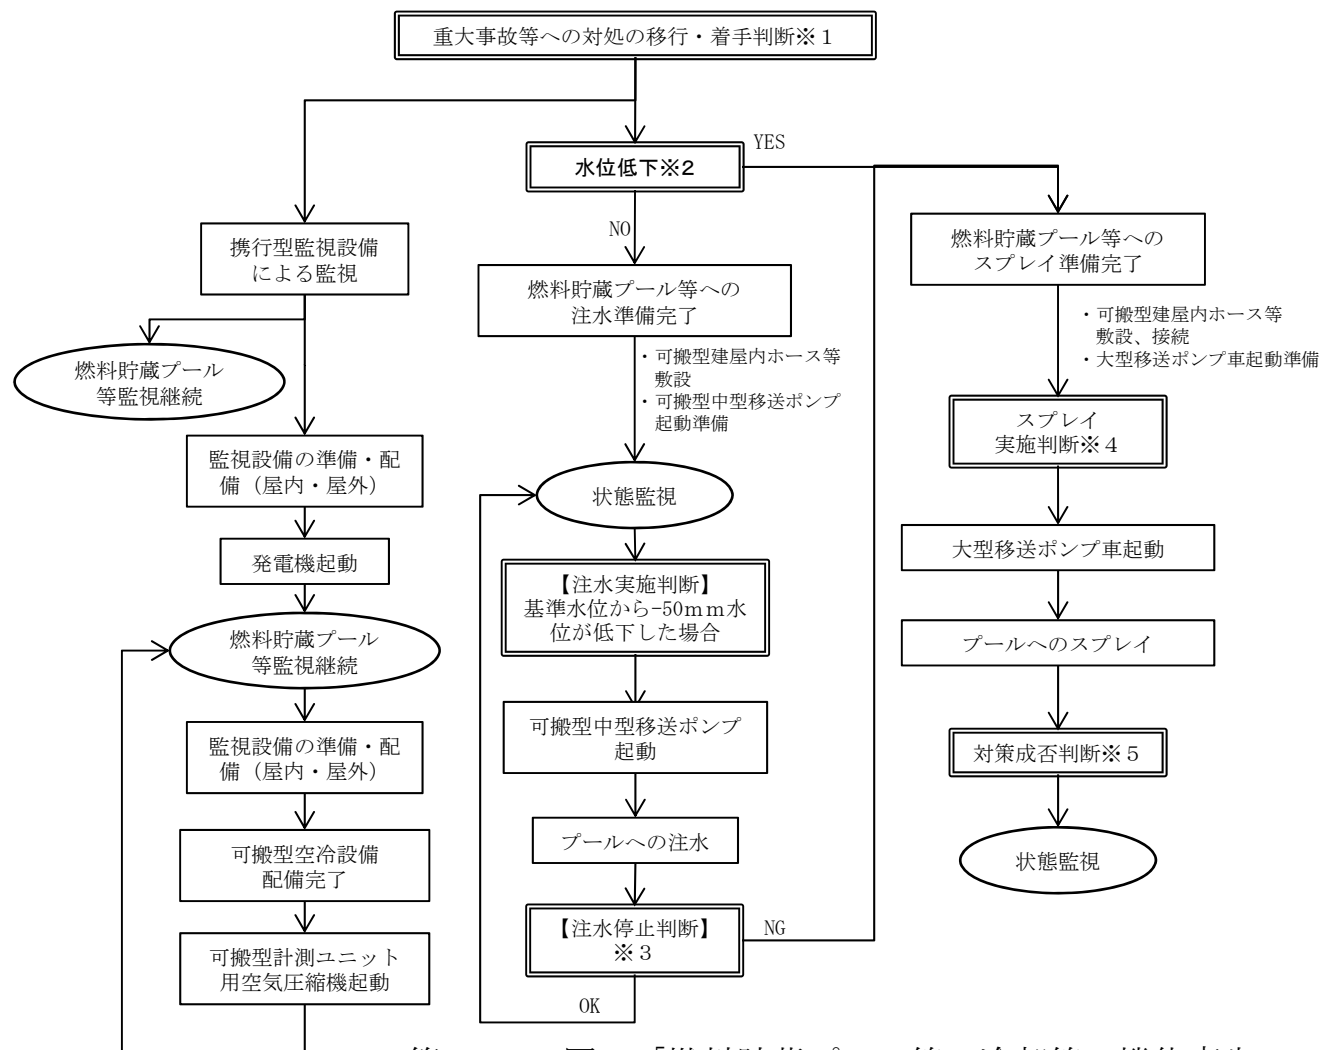 重大事故等への対処の移行・着手判断※１
水位低下※2
YES
NO
携行型監視設備
による監視
燃料貯蔵プール
等監視継続
監視設備の準備・配
備（屋内・屋外）
発電機起動
燃料貯蔵プール
等監視継続
監視設備の準備・配
備（屋内・屋外）
可搬型空冷設備
配備完了
可搬型計測ユニット
用空気圧縮機起動
燃料貯蔵プール等への
注水準備完了
・可搬型建屋内ホース等
敷設
・可搬型中型移送ポンプ
起動準備
状態監視
【注水実施判断】
基準水位から-50ｍｍ水
位が低下した場合
可搬型中型移送ポンプ
起動
プールへの注水
【注水停止判断】
※３
NG
OK
燃料貯蔵プール等への
スプレイ準備完了
・可搬型建屋内ホース等
敷設、接続
・大型移送ポンプ車起動準備
スプレイ
実施判断※４
大型移送ポンプ車起動
プールへのスプレイ
対策成否判断※５
状態監視